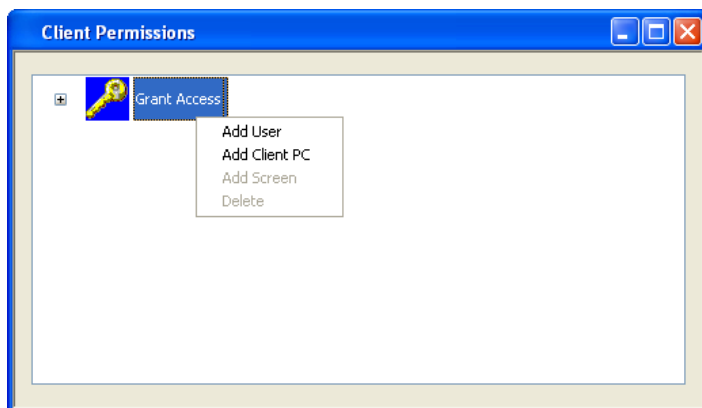 Client Permissions
Grant Access
Add User
Add Client PC
Add Screen
Delete